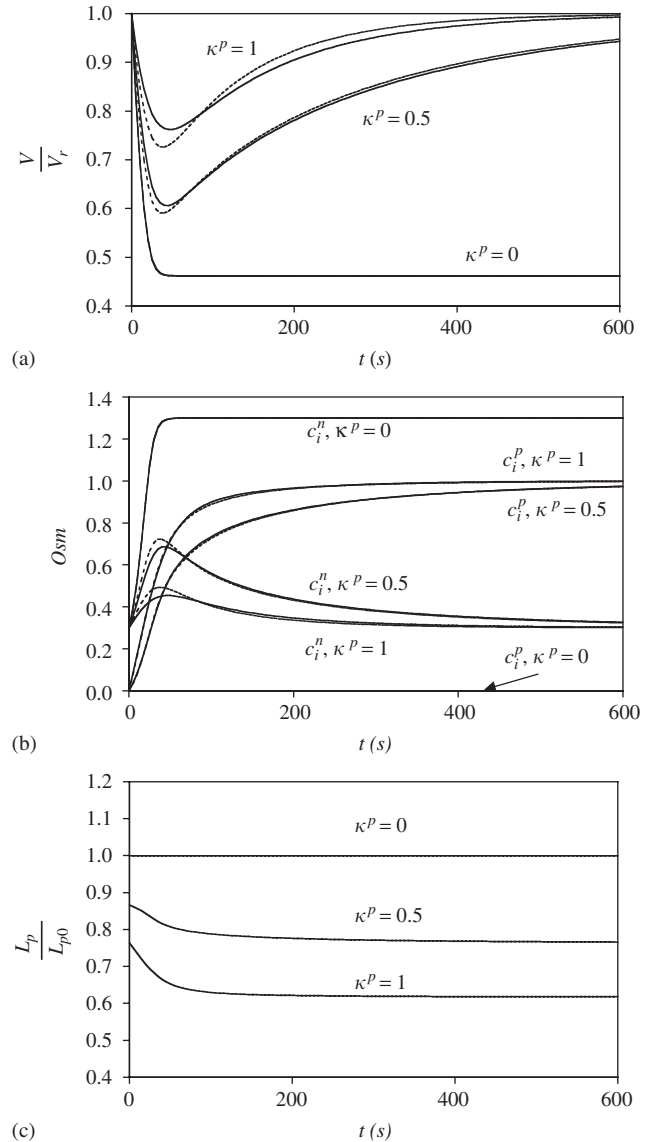 1.0
0.9
0.8
0.7
0.6
0.5
0.4
V
V_r
κ^p = 1
κ^p = 0.5
κ^p = 0
0 200 400 600
(a)
t (s)
1.4
1.2
1.0
0.8
0.6
0.4
0.2
0.0
Osm
c_i^n, κ^p = 0
c_i^p, κ^p = 1
c_i^p, κ^p = 0.5
c_i^n, κ^p = 0.5
c_i^n, κ^p = 1
c_i^p, κ^p = 0
0 200 400 600
(b)
t (s)
1.2
1.1
1.0
0.9
0.8
0.7
0.6
0.5
0.4
L_p
L_p0
κ^p = 0
κ^p = 0.5
κ^p = 1
0 200 400 600
(c)
t (s)